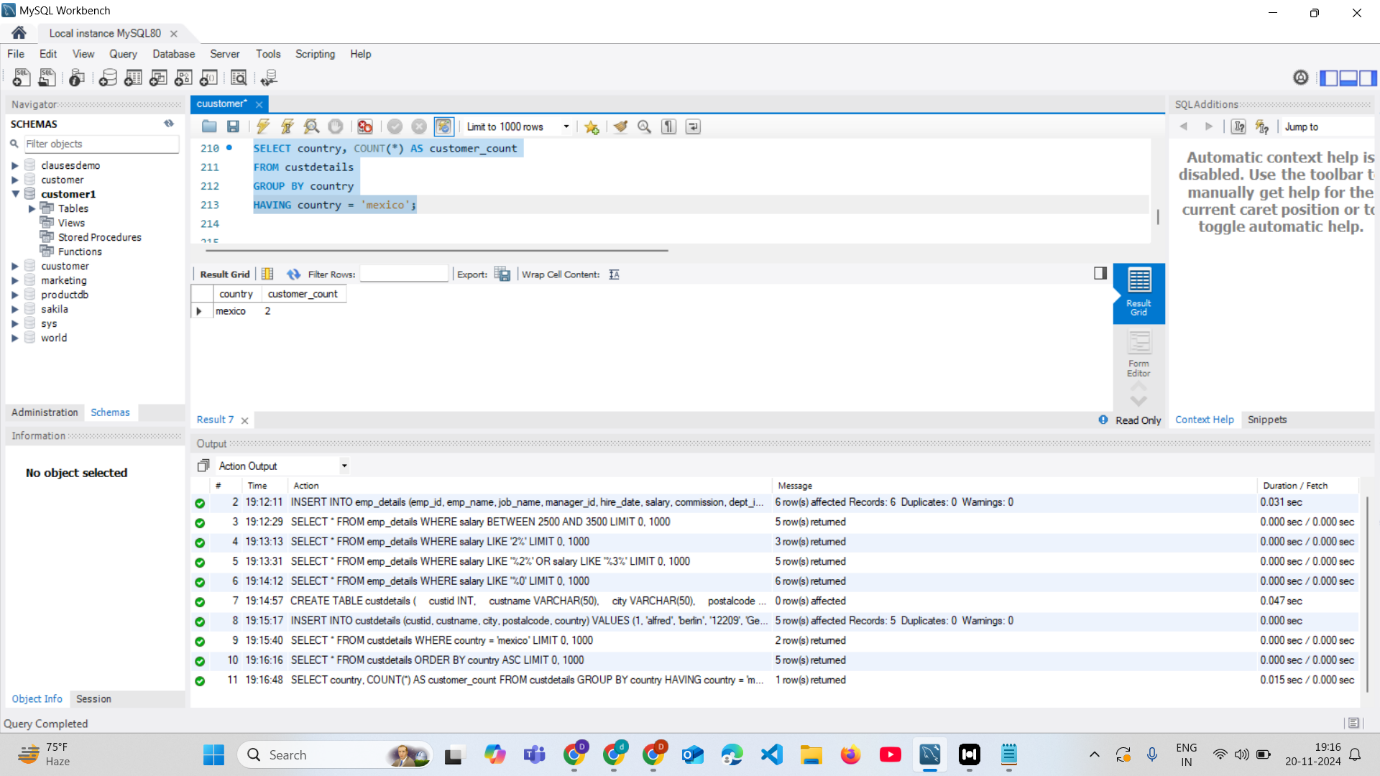 MySQL Workbench
Local instance MySQL80
File Edit View Query Database Server Tools Scripting Help
Navigator
SCHEMAS
Filter objects
clausesdemo
customer
customer1
Tables
Views
Stored Procedures
Functions
cuustomer
marketing
productdb
sakila
sys
world
Administration Schemas
Information
No object selected
Object Info Session
cuustomer*
Limit to 1000 rows
210 SELECT country, COUNT(*) AS customer_count
211 FROM custdetails
212 GROUP BY country
213 HAVING country = 'mexico';
214
215
Result Grid Filter Rows: Export: Wrap Cell Content:
country customer_count
mexico 2
Result Grid
Form Editor
Result 7
Read Only
SQLAdditions
Jump to
Automatic context help is
disabled. Use the toolbar t
manually get help for the
current caret position or to
toggle automatic help.
Context Help Snippets
Output
Action Output
# Time Action Message Duration / Fetch
2 19:12:11 INSERT INTO emp_details (emp_id, emp_name, job_name, manager_id, hire_date, salary, commission, dept_i... 6 row(s) affected Records: 6 Duplicates: 0 Warnings: 0 0.031 sec
3 19:12:29 SELECT * FROM emp_details WHERE salary BETWEEN 2500 AND 3500 LIMIT 0, 1000 5 row(s) returned 0.000 sec / 0.000 sec
4 19:13:13 SELECT * FROM emp_details WHERE salary LIKE '2%' LIMIT 0, 1000 3 row(s) returned 0.000 sec / 0.000 sec
5 19:13:31 SELECT * FROM emp_details WHERE salary LIKE '%2%' OR salary LIKE '%3%' LIMIT 0, 1000 5 row(s) returned 0.000 sec / 0.000 sec
6 19:14:12 SELECT * FROM emp_details WHERE salary LIKE '%0' LIMIT 0, 1000 6 row(s) returned 0.000 sec / 0.000 sec
7 19:14:57 CREATE TABLE custdetails ( custid INT, custname VARCHAR(50), city VARCHAR(50), postalcode ... 0 row(s) affected 0.047 sec
8 19:15:17 INSERT INTO custdetails (custid, custname, city, postalcode, country) VALUES (1, 'alfred', 'berlin', '12209', 'Ge... 5 row(s) affected Records: 5 Duplicates: 0 Warnings: 0 0.000 sec
9 19:15:40 SELECT * FROM custdetails WHERE country = 'mexico' LIMIT 0, 1000 2 row(s) returned 0.000 sec / 0.000 sec
10 19:16:16 SELECT * FROM custdetails ORDER BY country ASC LIMIT 0, 1000 5 row(s) returned 0.000 sec / 0.000 sec
11 19:16:48 SELECT country, COUNT(*) AS customer_count FROM custdetails GROUP BY country HAVING country = 'm... 1 row(s) returned 0.015 sec / 0.000 sec
Query Completed
75°F
Haze
Search
ENG
IN
19:16
20-11-2024